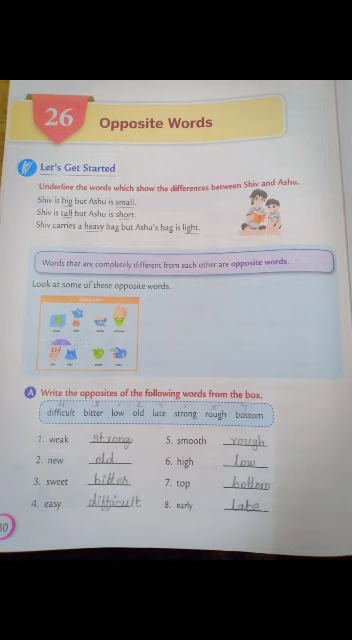 26
Opposite Words
Let's Get Started
Underline the words which show the differences between Shiv and Ashu.
Shiv is big but Ashu is small.
Shiv is tall but Ashu is short.
Shiv carries a heavy bag but Ashu's bag is light.
Words that are completely different from each other are opposite words.
Look at some of these opposite words.
A Write the opposites of the following words from the box.
difficult bitter low old late strong rough bottom
1. weak strong 5. smooth rough
2. new old 6. high low
3. sweet bitter 7. top bottom
4. easy difficult 8. early late